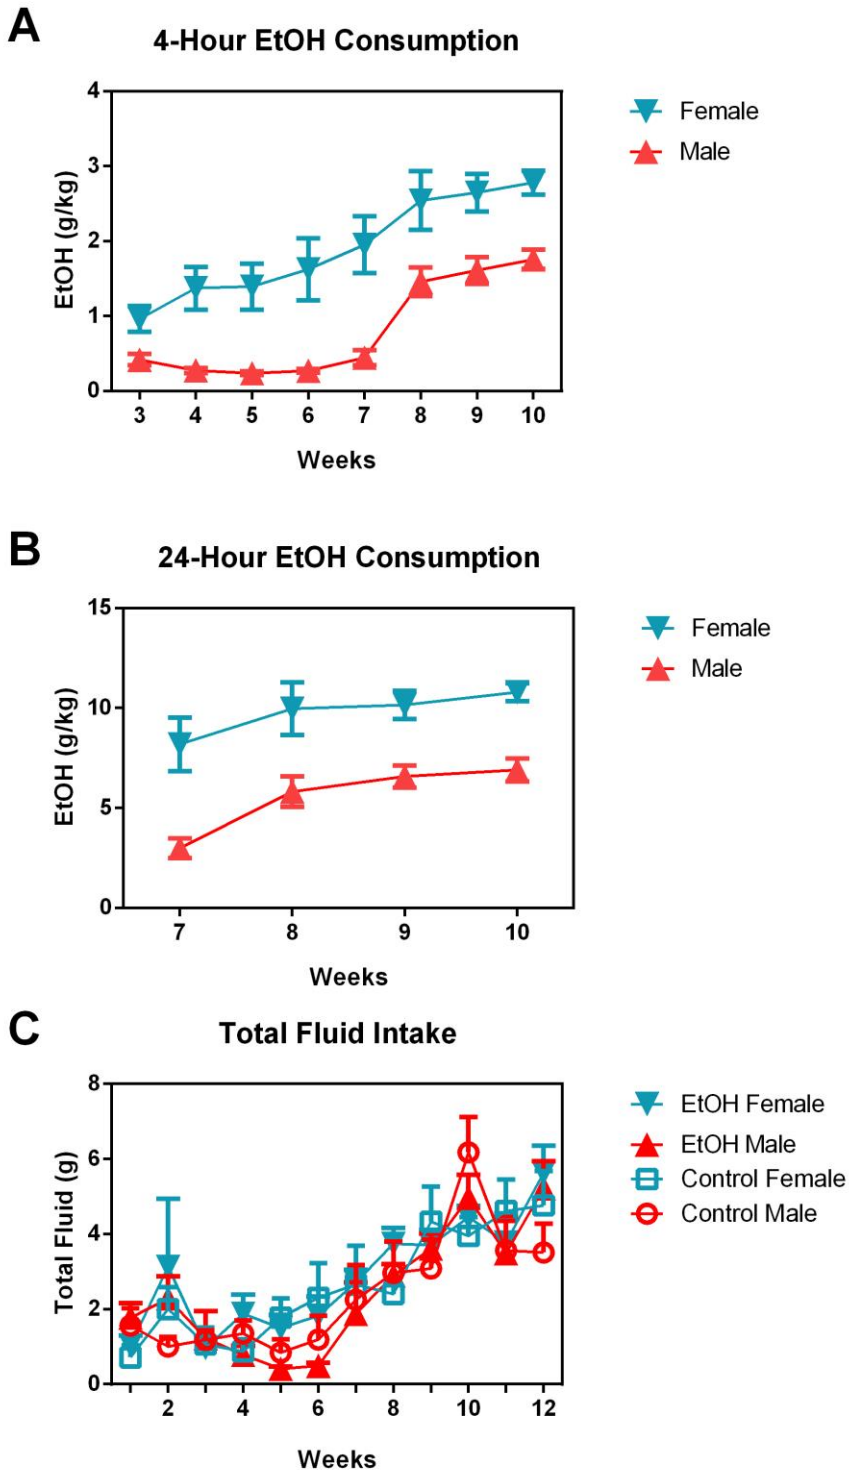 A
4-Hour EtOH Consumption
4
3
2
1
0
EtOH (g/kg)
3 4 5 6 7 8 9 10
Weeks
Female
Male
B
24-Hour EtOH Consumption
15
10
5
0
EtOH (g/kg)
7 8 9 10
Weeks
Female
Male
C
Total Fluid Intake
8
6
4
2
0
Total Fluid (g)
2 4 6 8 10 12
Weeks
EtOH Female
EtOH Male
Control Female
Control Male